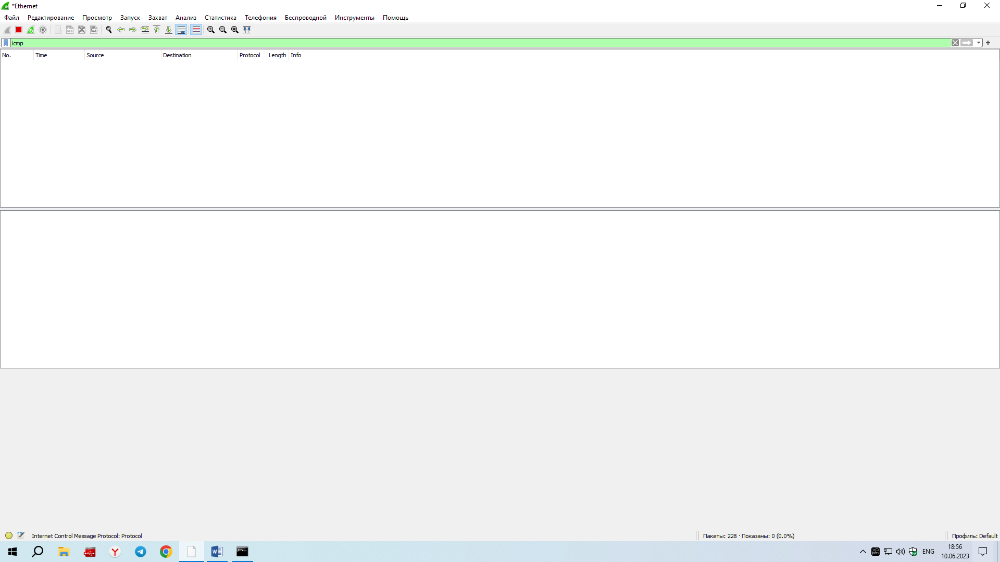 *Ethernet
Файл Редактирование Просмотр Запуск Захват Анализ Статистика Телефония Беспроводной Инструменты Помощь
icmp
No. Time Source Destination Protocol Length Info
Internet Control Message Protocol: Protocol Пакеты: 228 · Показаны: 0 (0.0%) Профиль: Default
ENG 18:56
10.06.2023